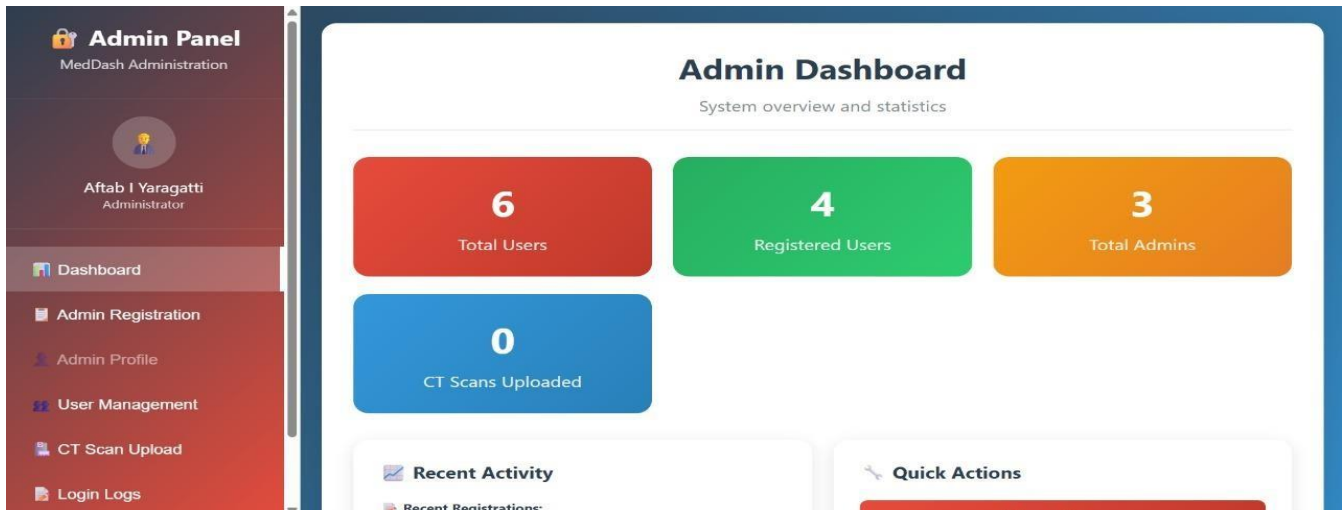 Admin Panel
MedDash Administration
Aftab I Yaragatti
Administrator
Dashboard
Admin Registration
Admin Profile
User Management
CT Scan Upload
Login Logs
Admin Dashboard
System overview and statistics
6
Total Users
4
Registered Users
3
Total Admins
0
CT Scans Uploaded
Recent Activity
Recent Registrations:
Quick Actions